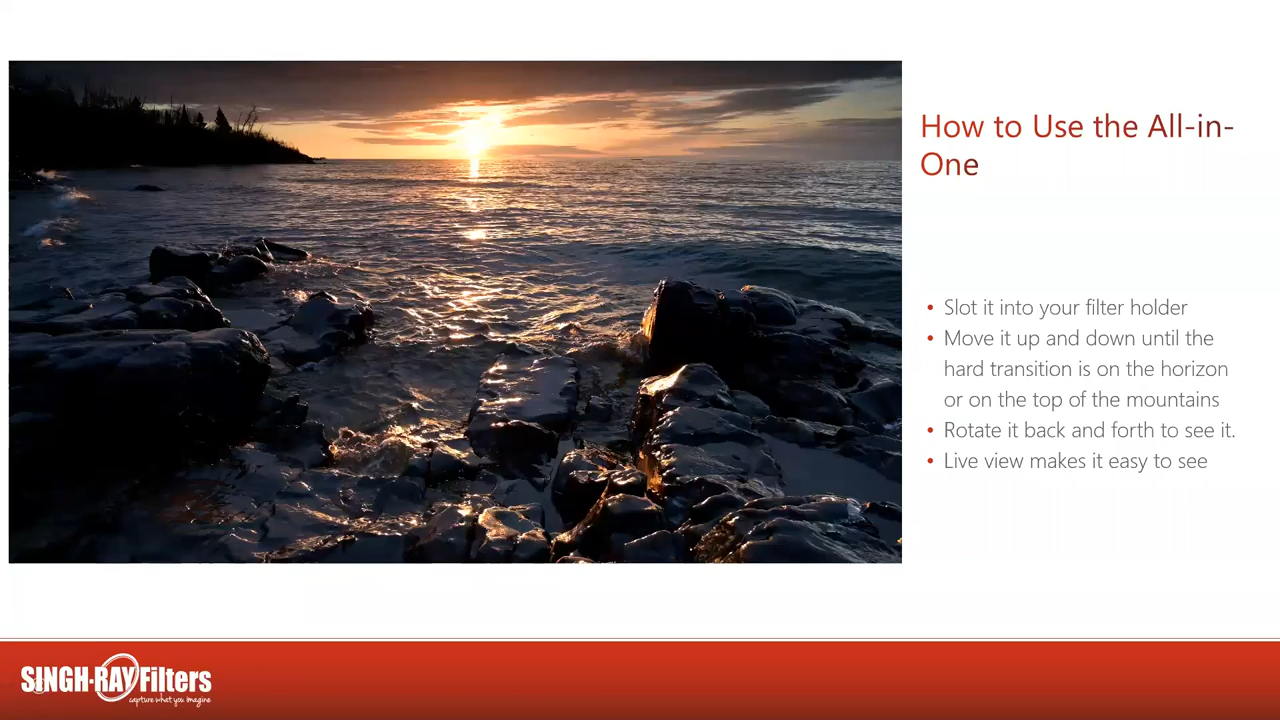 How to Use the All-in-
One
• Slot it into your filter holder
• Move it up and down until the
hard transition is on the horizon
or on the top of the mountains
• Rotate it back and forth to see it.
• Live view makes it easy to see
SINGH-RAY Filters
capture what you imagine